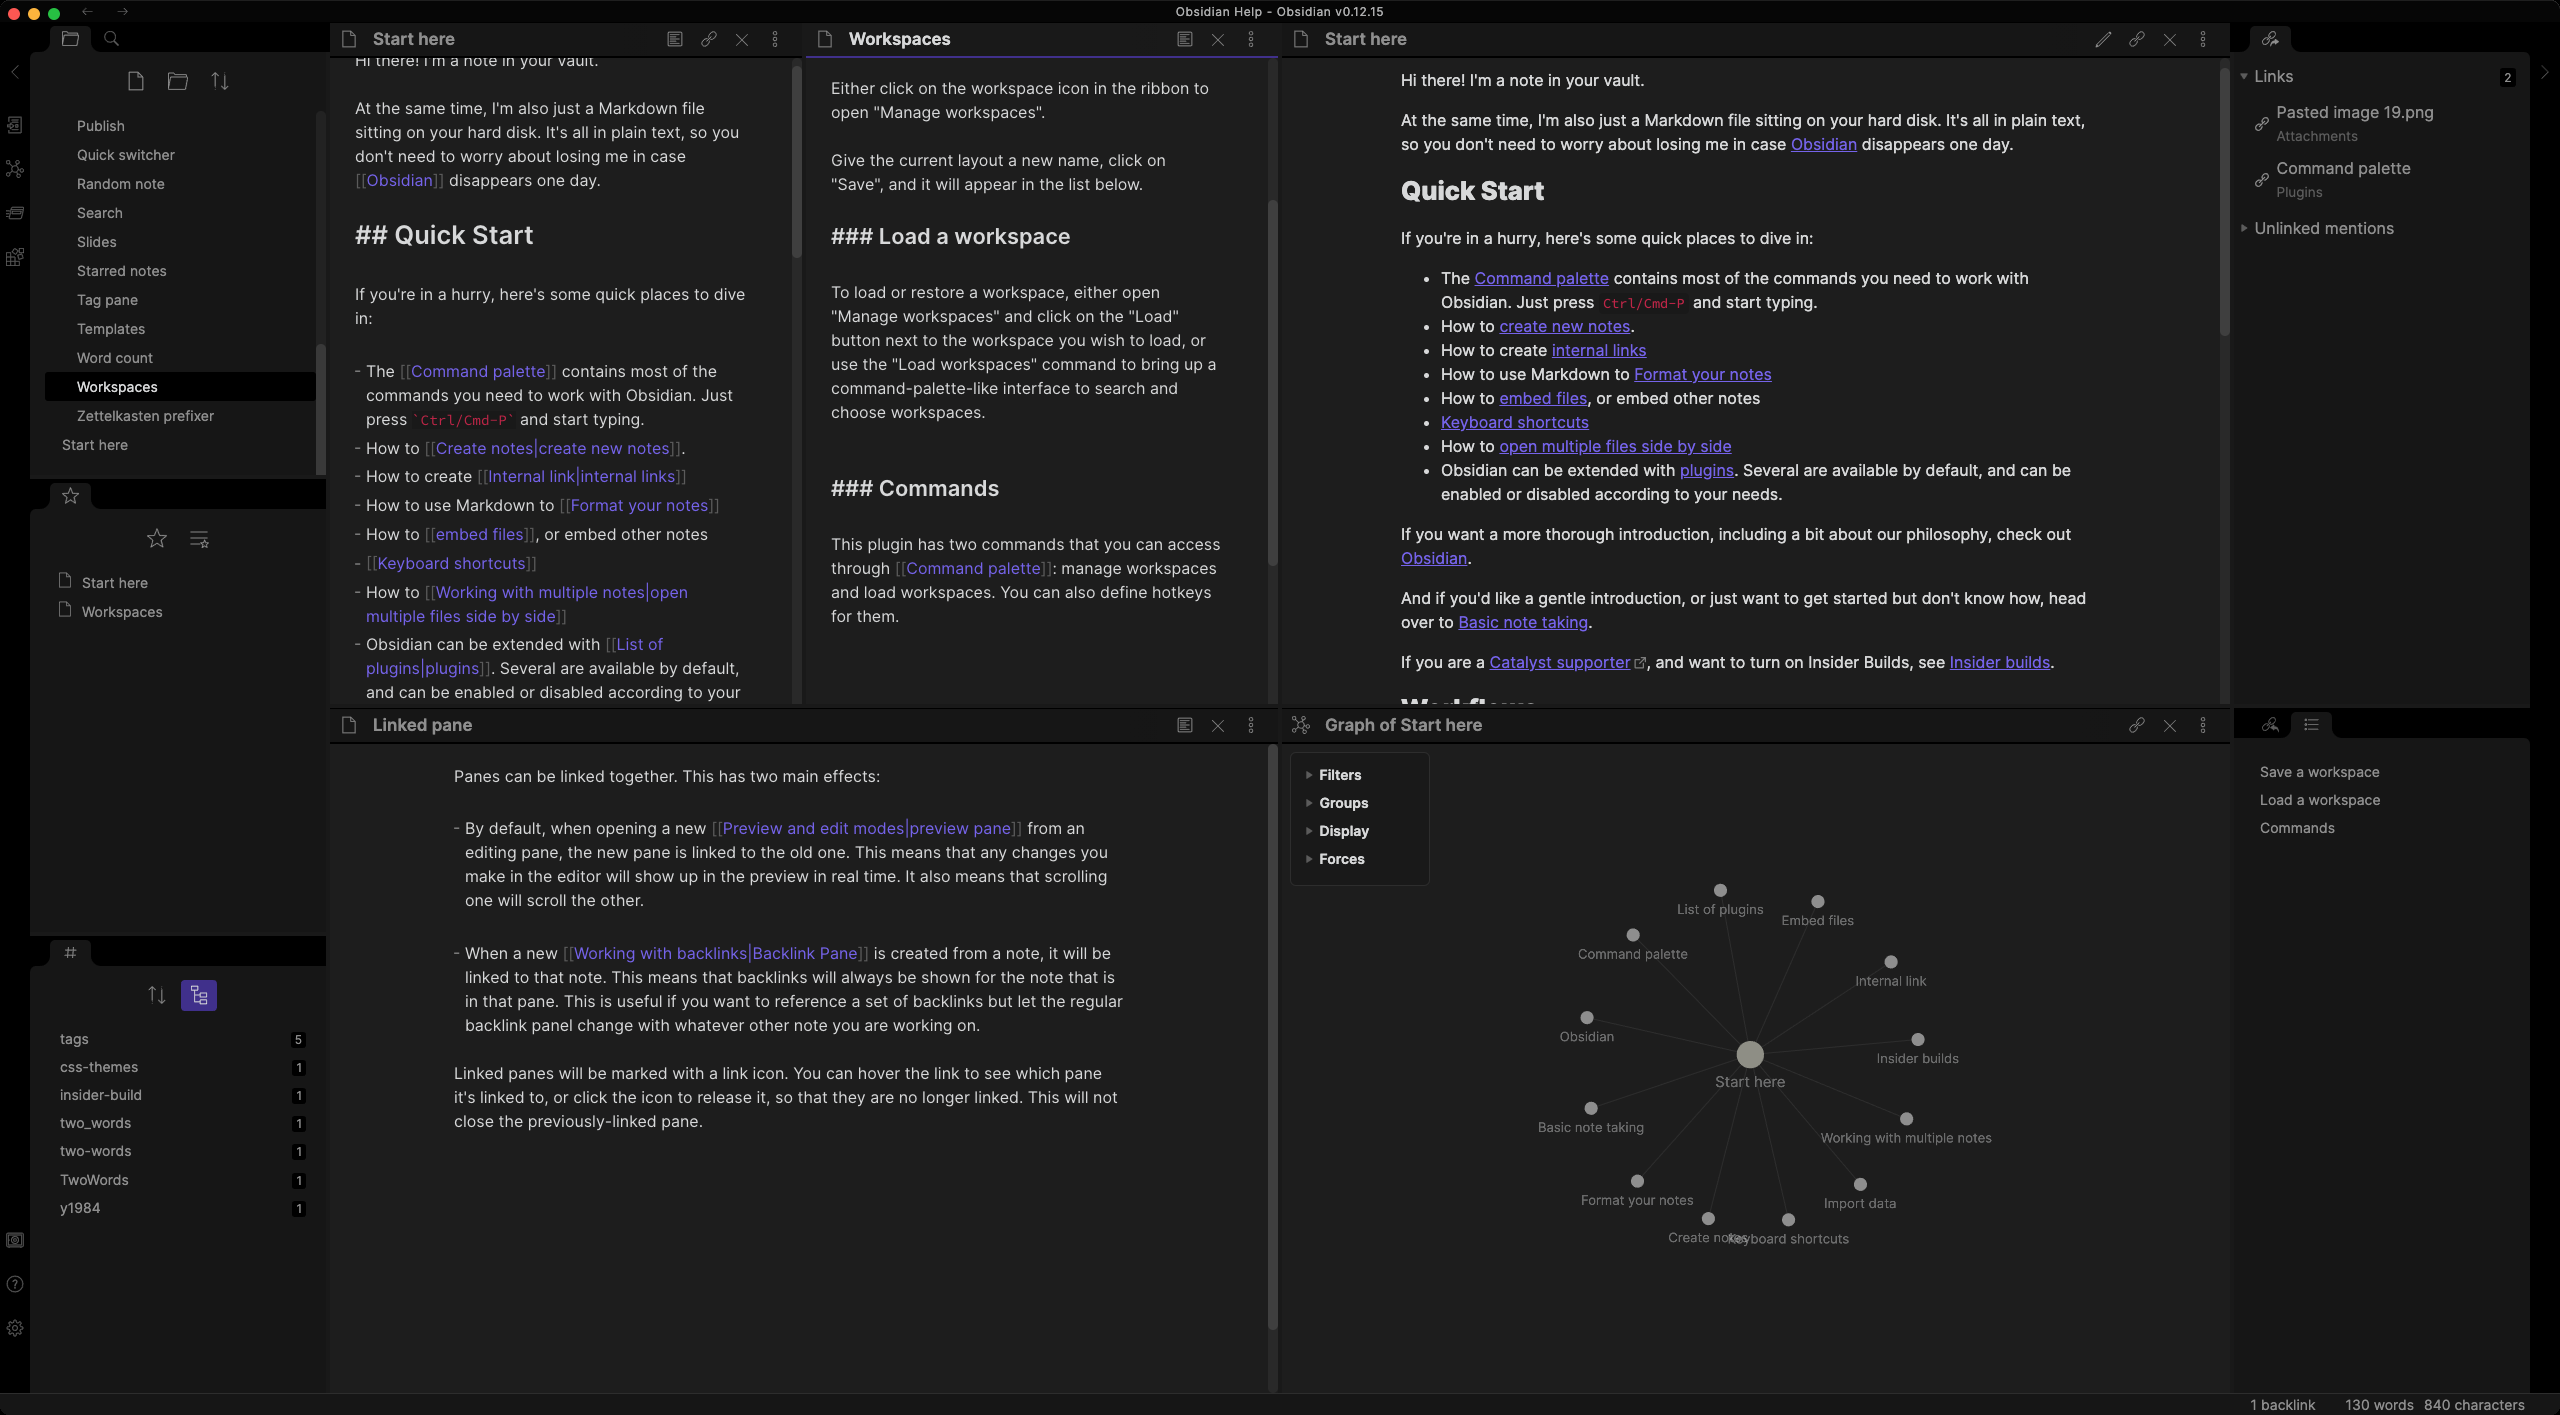 Obsidian Help - Obsidian v0.12.15
Publish
Quick switcher
Random note
Search
Slides
Starred notes
Tag pane
Templates
Word count
Workspaces
Zettelkasten prefixer
Start here
Start here
Workspaces
#
tags 5
css-themes 1
insider-build 1
two_words 1
two-words 1
TwoWords 1
y1984 1
Start here
Hi there! I'm a note in your vault.
At the same time, I'm also just a Markdown file
sitting on your hard disk. It's all in plain text, so you
don't need to worry about losing me in case
[[Obsidian]] disappears one day.
## Quick Start
If you're in a hurry, here's some quick places to dive
in:
- The [[Command palette]] contains most of the
commands you need to work with Obsidian. Just
press `Ctrl/Cmd-P` and start typing.
- How to [[Create notes|create new notes]].
- How to create [[Internal link|internal links]]
- How to use Markdown to [[Format your notes]]
- How to [[embed files]], or embed other notes
- [[Keyboard shortcuts]]
- How to [[Working with multiple notes|open
multiple files side by side]]
- Obsidian can be extended with [[List of
plugins|plugins]]. Several are available by default,
and can be enabled or disabled according to your
Workspaces
Either click on the workspace icon in the ribbon to
open "Manage workspaces".
Give the current layout a new name, click on
"Save", and it will appear in the list below.
### Load a workspace
To load or restore a workspace, either open
"Manage workspaces" and click on the "Load"
button next to the workspace you wish to load, or
use the "Load workspaces" command to bring up a
command-palette-like interface to search and
choose workspaces.
### Commands
This plugin has two commands that you can access
through [[Command palette]]: manage workspaces
and load workspaces. You can also define hotkeys
for them.
Start here
Hi there! I'm a note in your vault.
At the same time, I'm also just a Markdown file sitting on your hard disk. It's all in plain text,
so you don't need to worry about losing me in case Obsidian disappears one day.
Quick Start
If you're in a hurry, here's some quick places to dive in:
• The Command palette contains most of the commands you need to work with
Obsidian. Just press Ctrl/Cmd-P and start typing.
• How to create new notes.
• How to create internal links
• How to use Markdown to Format your notes
• How to embed files, or embed other notes
• Keyboard shortcuts
• How to open multiple files side by side
• Obsidian can be extended with plugins. Several are available by default, and can be
enabled or disabled according to your needs.
If you want a more thorough introduction, including a bit about our philosophy, check out
Obsidian.
And if you'd like a gentle introduction, or just want to get started but don't know how, head
over to Basic note taking.
If you are a Catalyst supporter, and want to turn on Insider Builds, see Insider builds.
Workflows
Links 2
Pasted image 19.png
Attachments
Command palette
Plugins
Unlinked mentions
Linked pane
Panes can be linked together. This has two main effects:
- By default, when opening a new [[Preview and edit modes|preview pane]] from an
editing pane, the new pane is linked to the old one. This means that any changes you
make in the editor will show up in the preview in real time. It also means that scrolling
one will scroll the other.
- When a new [[Working with backlinks|Backlink Pane]] is created from a note, it will be
linked to that note. This means that backlinks will always be shown for the note that is
in that pane. This is useful if you want to reference a set of backlinks but let the regular
backlink panel change with whatever other note you are working on.
Linked panes will be marked with a link icon. You can hover the link to see which pane
it's linked to, or click the icon to release it, so that they are no longer linked. This will not
close the previously-linked pane.
Graph of Start here
Filters
Groups
Display
Forces
List of plugins
Embed files
Command palette
Internal link
Obsidian
Insider builds
Start here
Basic note taking
Working with multiple notes
Format your notes
Import data
Create notes
Keyboard shortcuts
Save a workspace
Load a workspace
Commands
1 backlink 130 words 840 characters